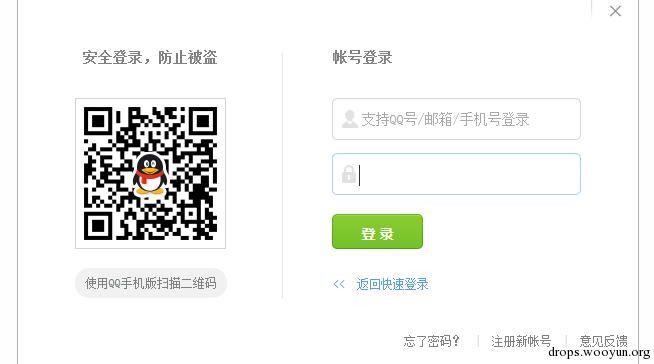 安全登录，防止被盗
使用QQ手机版扫描二维码
帐号登录
支持QQ号/邮箱/手机号登录
登 录
<< 返回快速登录
忘了密码？ | 注册新帐号 | 意见反馈
drops.wooyun.org